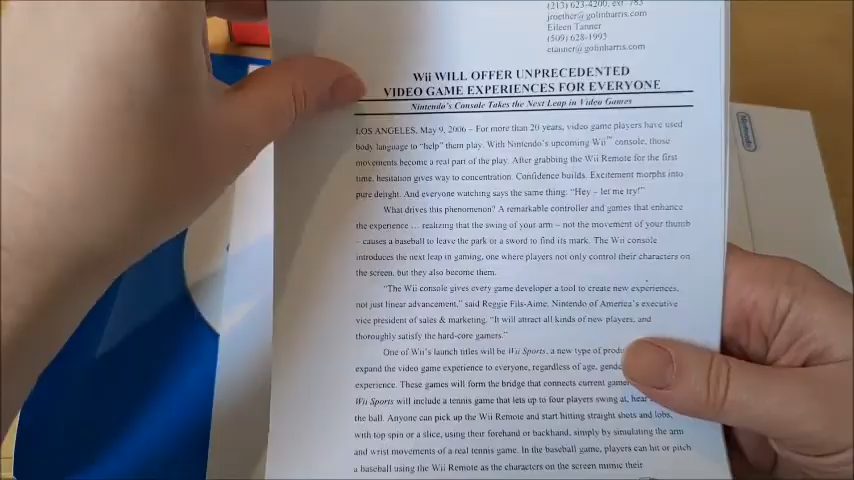 (213) 623-4200, ext. 783
jroether@golinharris.com
Eileen Tanner
(509) 628-1993
etanner@golinharris.com
Wii WILL OFFER UNPRECEDENTED
VIDEO GAME EXPERIENCES FOR EVERYONE
Nintendo's Console Takes the Next Leap in Video Games
LOS ANGELES, May 9, 2006 – For more than 20 years, video game players have used
body language to "help" them play. With Nintendo's upcoming Wii™ console, those
movements become a real part of the play. After grabbing the Wii Remote for the first
time, hesitation gives way to concentration. Confidence builds. Excitement morphs into
pure delight. And everyone watching says the same thing: "Hey – let me try!"
What drives this phenomenon? A remarkable controller and games that enhance
the experience … realizing that the swing of your arm – not the movement of your thumb
– causes a baseball to leave the park or a sword to find its mark. The Wii console
introduces the next leap in gaming, one where players not only control their characters on
the screen, but they also become them.
"The Wii console gives every game developer a tool to create new experiences,
not just linear advancement," said Reggie Fils-Aime, Nintendo of America's executive
vice president of sales & marketing. "It will attract all kinds of new players, and
thoroughly satisfy the hard-core gamers."
One of Wii's launch titles will be Wii Sports, a new type of
expand the video game experience to everyone, regardless of age,
experience. These games will form the bridge that connects current
Wii Sports will include a tennis game that lets up to four players swing at,
the ball. Anyone can pick up the Wii Remote and start hitting straight shots and lobs,
with top spin or a slice, using their forehand or backhand, simply by simulating the arm
and wrist movements of a real tennis game. In the baseball game, players can hit or pitch
a baseball using the Wii Remote as the characters on the screen mimic their
Nintendo